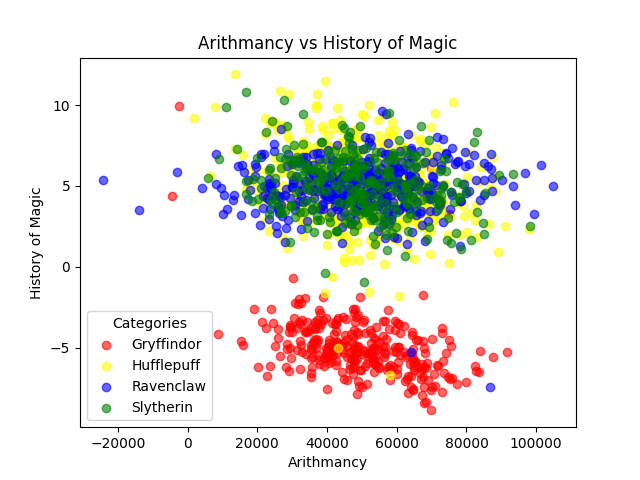 Arithmancy vs History of Magic
History of Magic
10
5
0
−5
Categories
Gryffindor
Hufflepuff
Ravenclaw
Slytherin
−20000 0 20000 40000 60000 80000 100000
Arithmancy